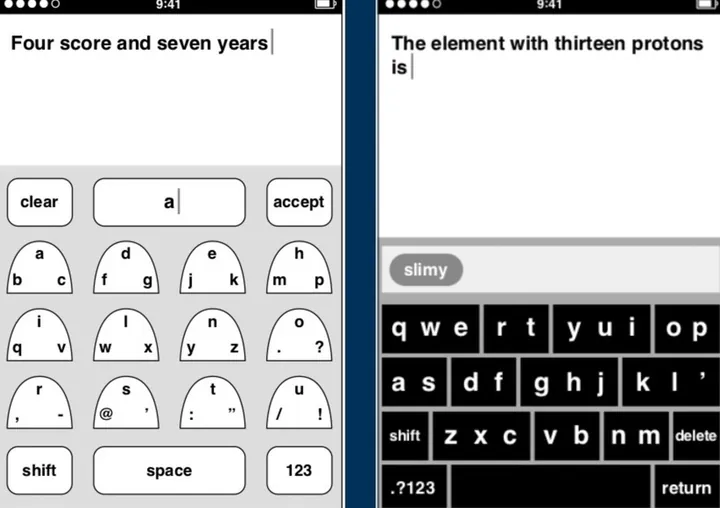 9:41
Four score and seven years
clear
a
accept
a
b c
d
f g
e
j k
h
m p
i
q v
l
w x
n
y z
o
. ?
r
, -
s
@ '
t
: ”
u
/ !
shift
space
123
9:41
The element with thirteen protons
is
slimy
q w e r t y u i o p
a s d f g h j k l ’
shift z x c v b n m delete
.?123 return